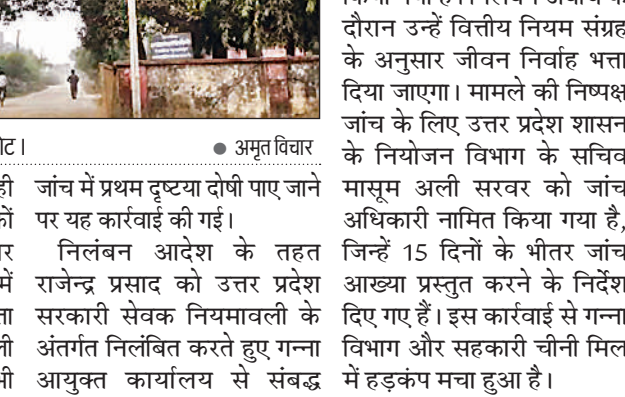 ● अमृत विचार
जांच में प्रथम दृष्टया दोषी पाए जाने
पर यह कार्रवाई की गई।
निलंबन आदेश के तहत
राजेन्द्र प्रसाद को उत्तर प्रदेश
सरकारी सेवक नियमावली के
अंतर्गत निलंबित करते हुए गन्ना
आयुक्त कार्यालय से संबद्ध
दौरान उन्हें वित्तीय नियम संग्रह
के अनुसार जीवन निर्वाह भत्ता
दिया जाएगा। मामले की निष्पक्ष
जांच के लिए उत्तर प्रदेश शासन
के नियोजन विभाग के सचिव
मासूम अली सरवर को जांच
अधिकारी नामित किया गया है,
जिन्हें 15 दिनों के भीतर जांच
आख्या प्रस्तुत करने के निर्देश
दिए गए हैं। इस कार्रवाई से गन्ना
विभाग और सहकारी चीनी मिल
में हड़कंप मचा हुआ है।